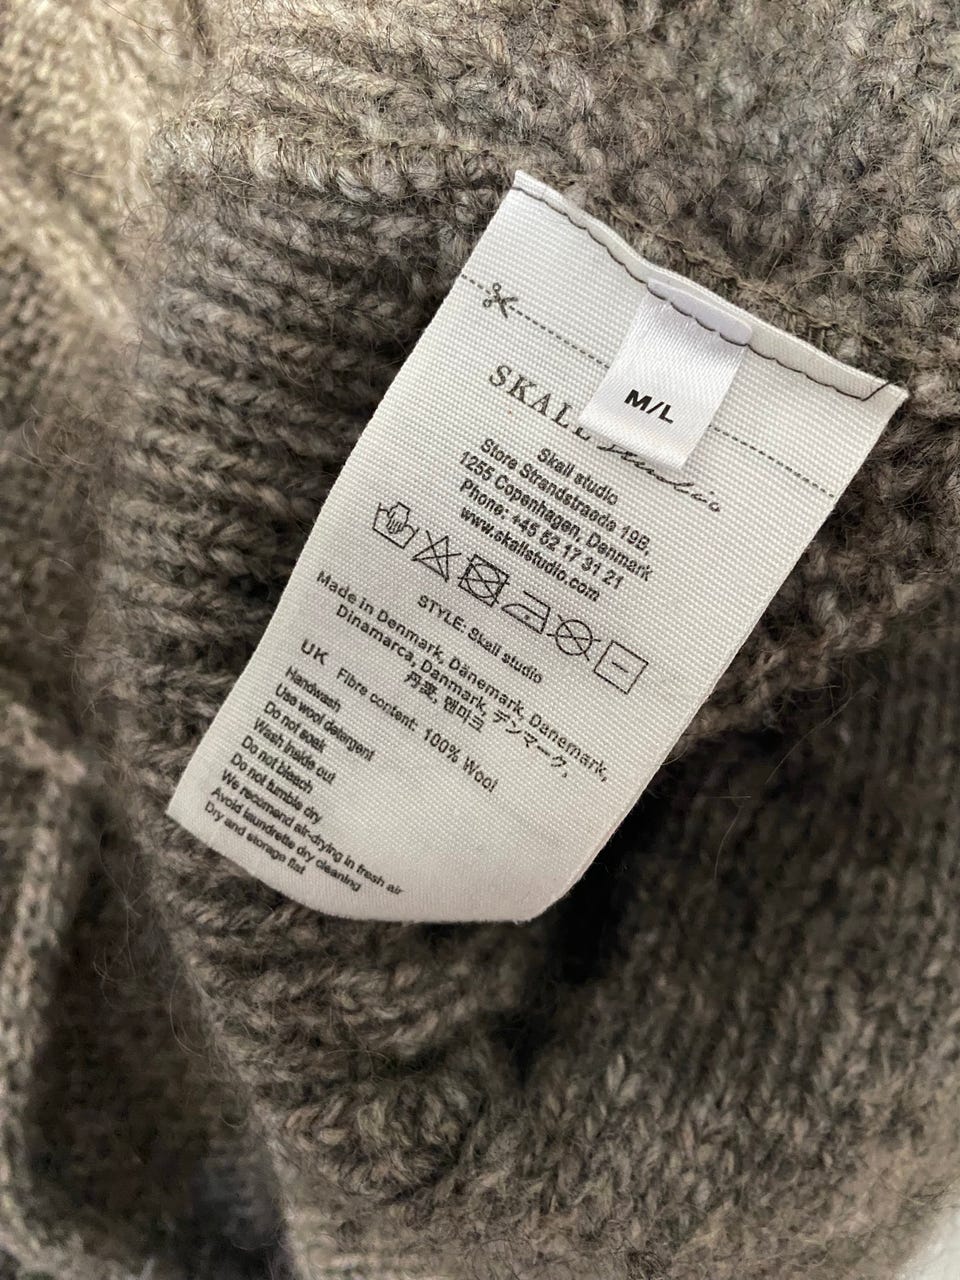 M/L
SKALL studio
Skall studio
Store Strandstraeda 19B,
1255 Copenhagen, Danmark
Phone: +45 52 17 31 21
www.skallstudio.com
STYLE: Skall studio
Made in Denmark, Dänemark, Danemark,
Dinamarca, Danmark, デンマーク,
丹麦, 덴마크
UK Fibre content: 100% Wool
Handwash
Use wool detergent
Do not soak
Wash inside out
Do not bleach
Do not tumble dry
We recomend air-drying in fresh air
Avoid laundrette dry cleaning
Dry and storage flat